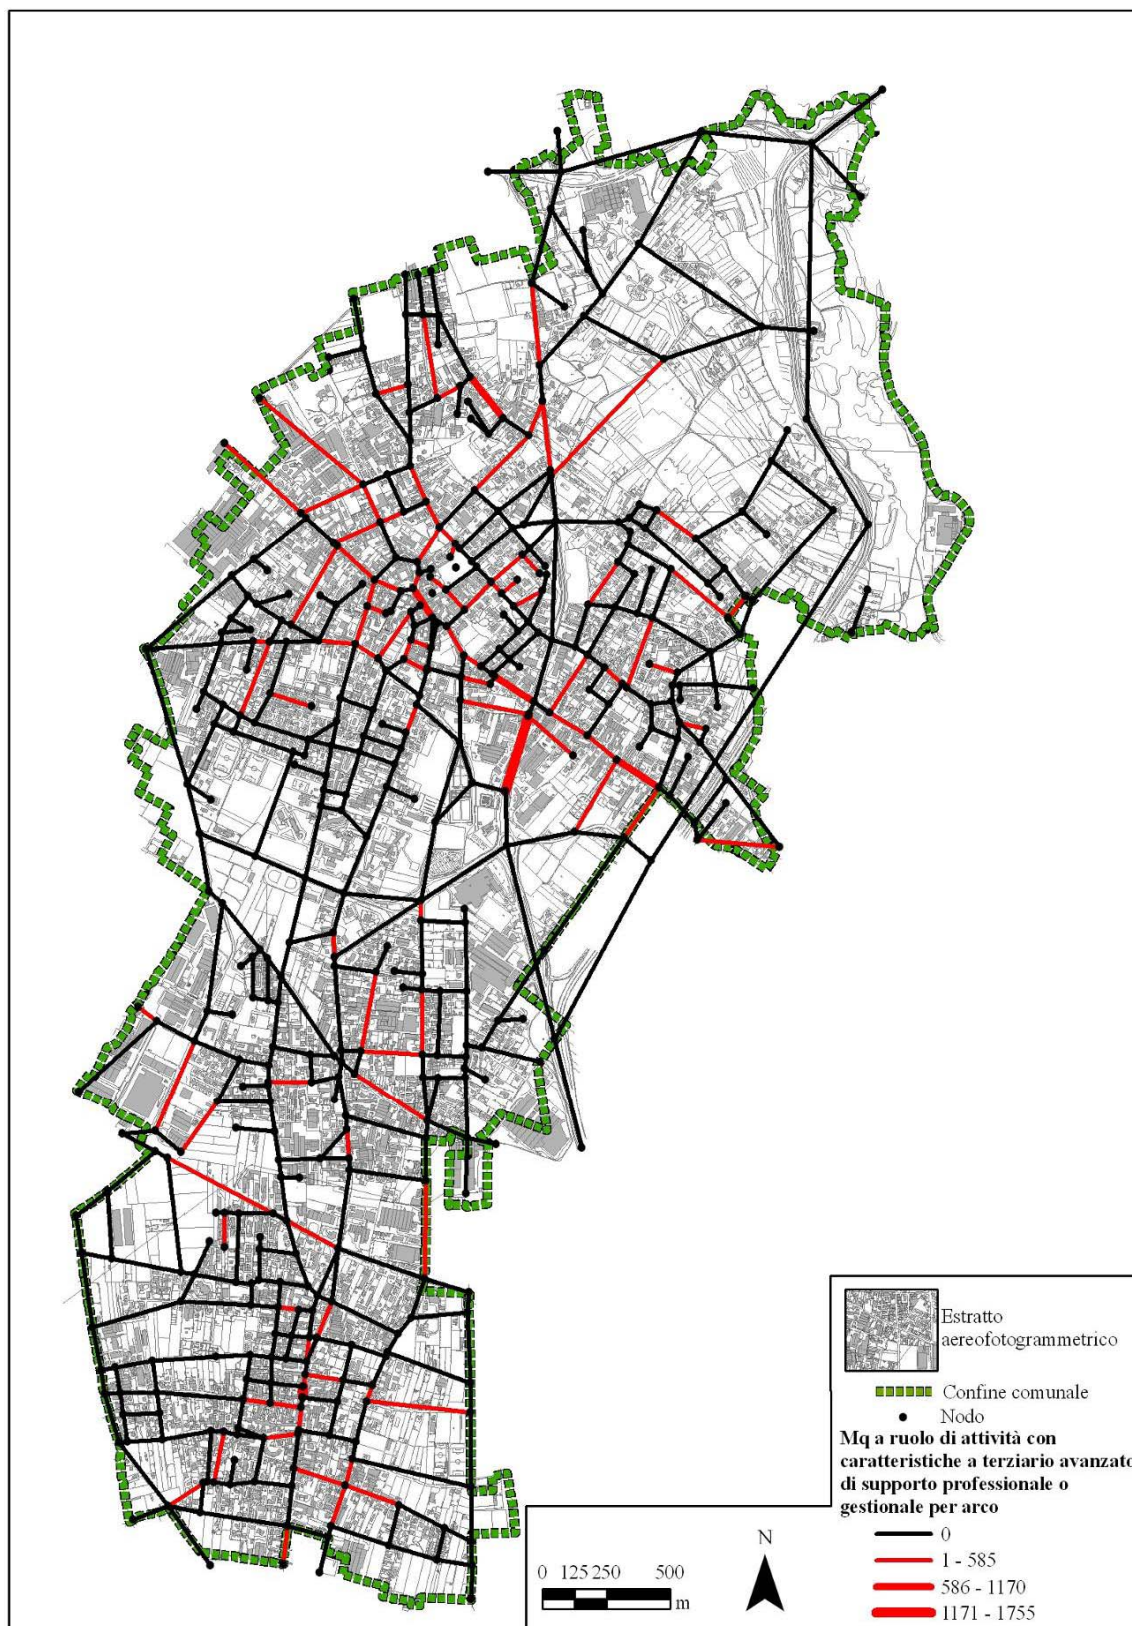 Estratto
aereofotogrammetrico
Confine comunale
Nodo
Mq a ruolo di attività con
caratteristiche a terziario avanzato
di supporto professionale o
gestionale per arco
0
1 - 585
586 - 1170
1171 - 1755
N
0 125 250 500
m